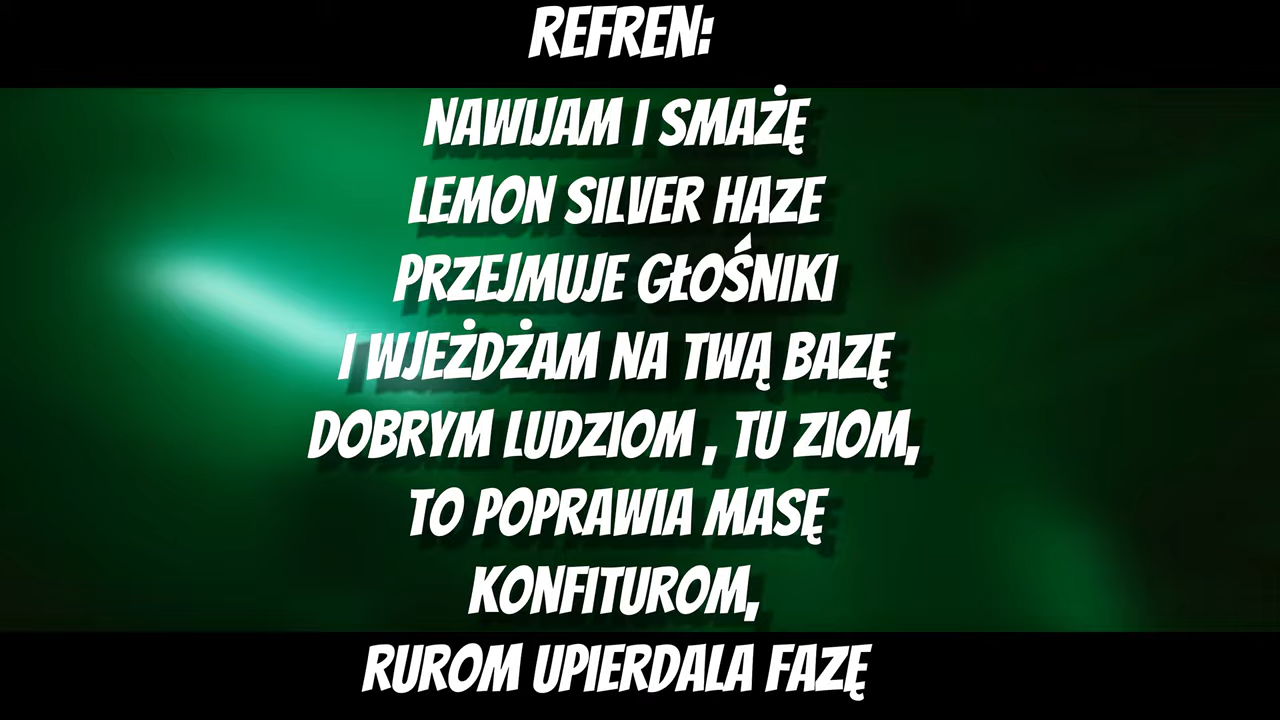 REFREN:
NAWIJAM I SMAŻĘ
LEMON SILVER HAZE
PRZEJMUJE GŁOŚNIKI
I WJEŻDŻAM NA TWĄ BAZĘ
DOBRYM LUDZIOM , TU ZIOM,
TO POPRAWIA MASĘ
KONFITUROM,
RUROM UPIERDALA FAZĘ